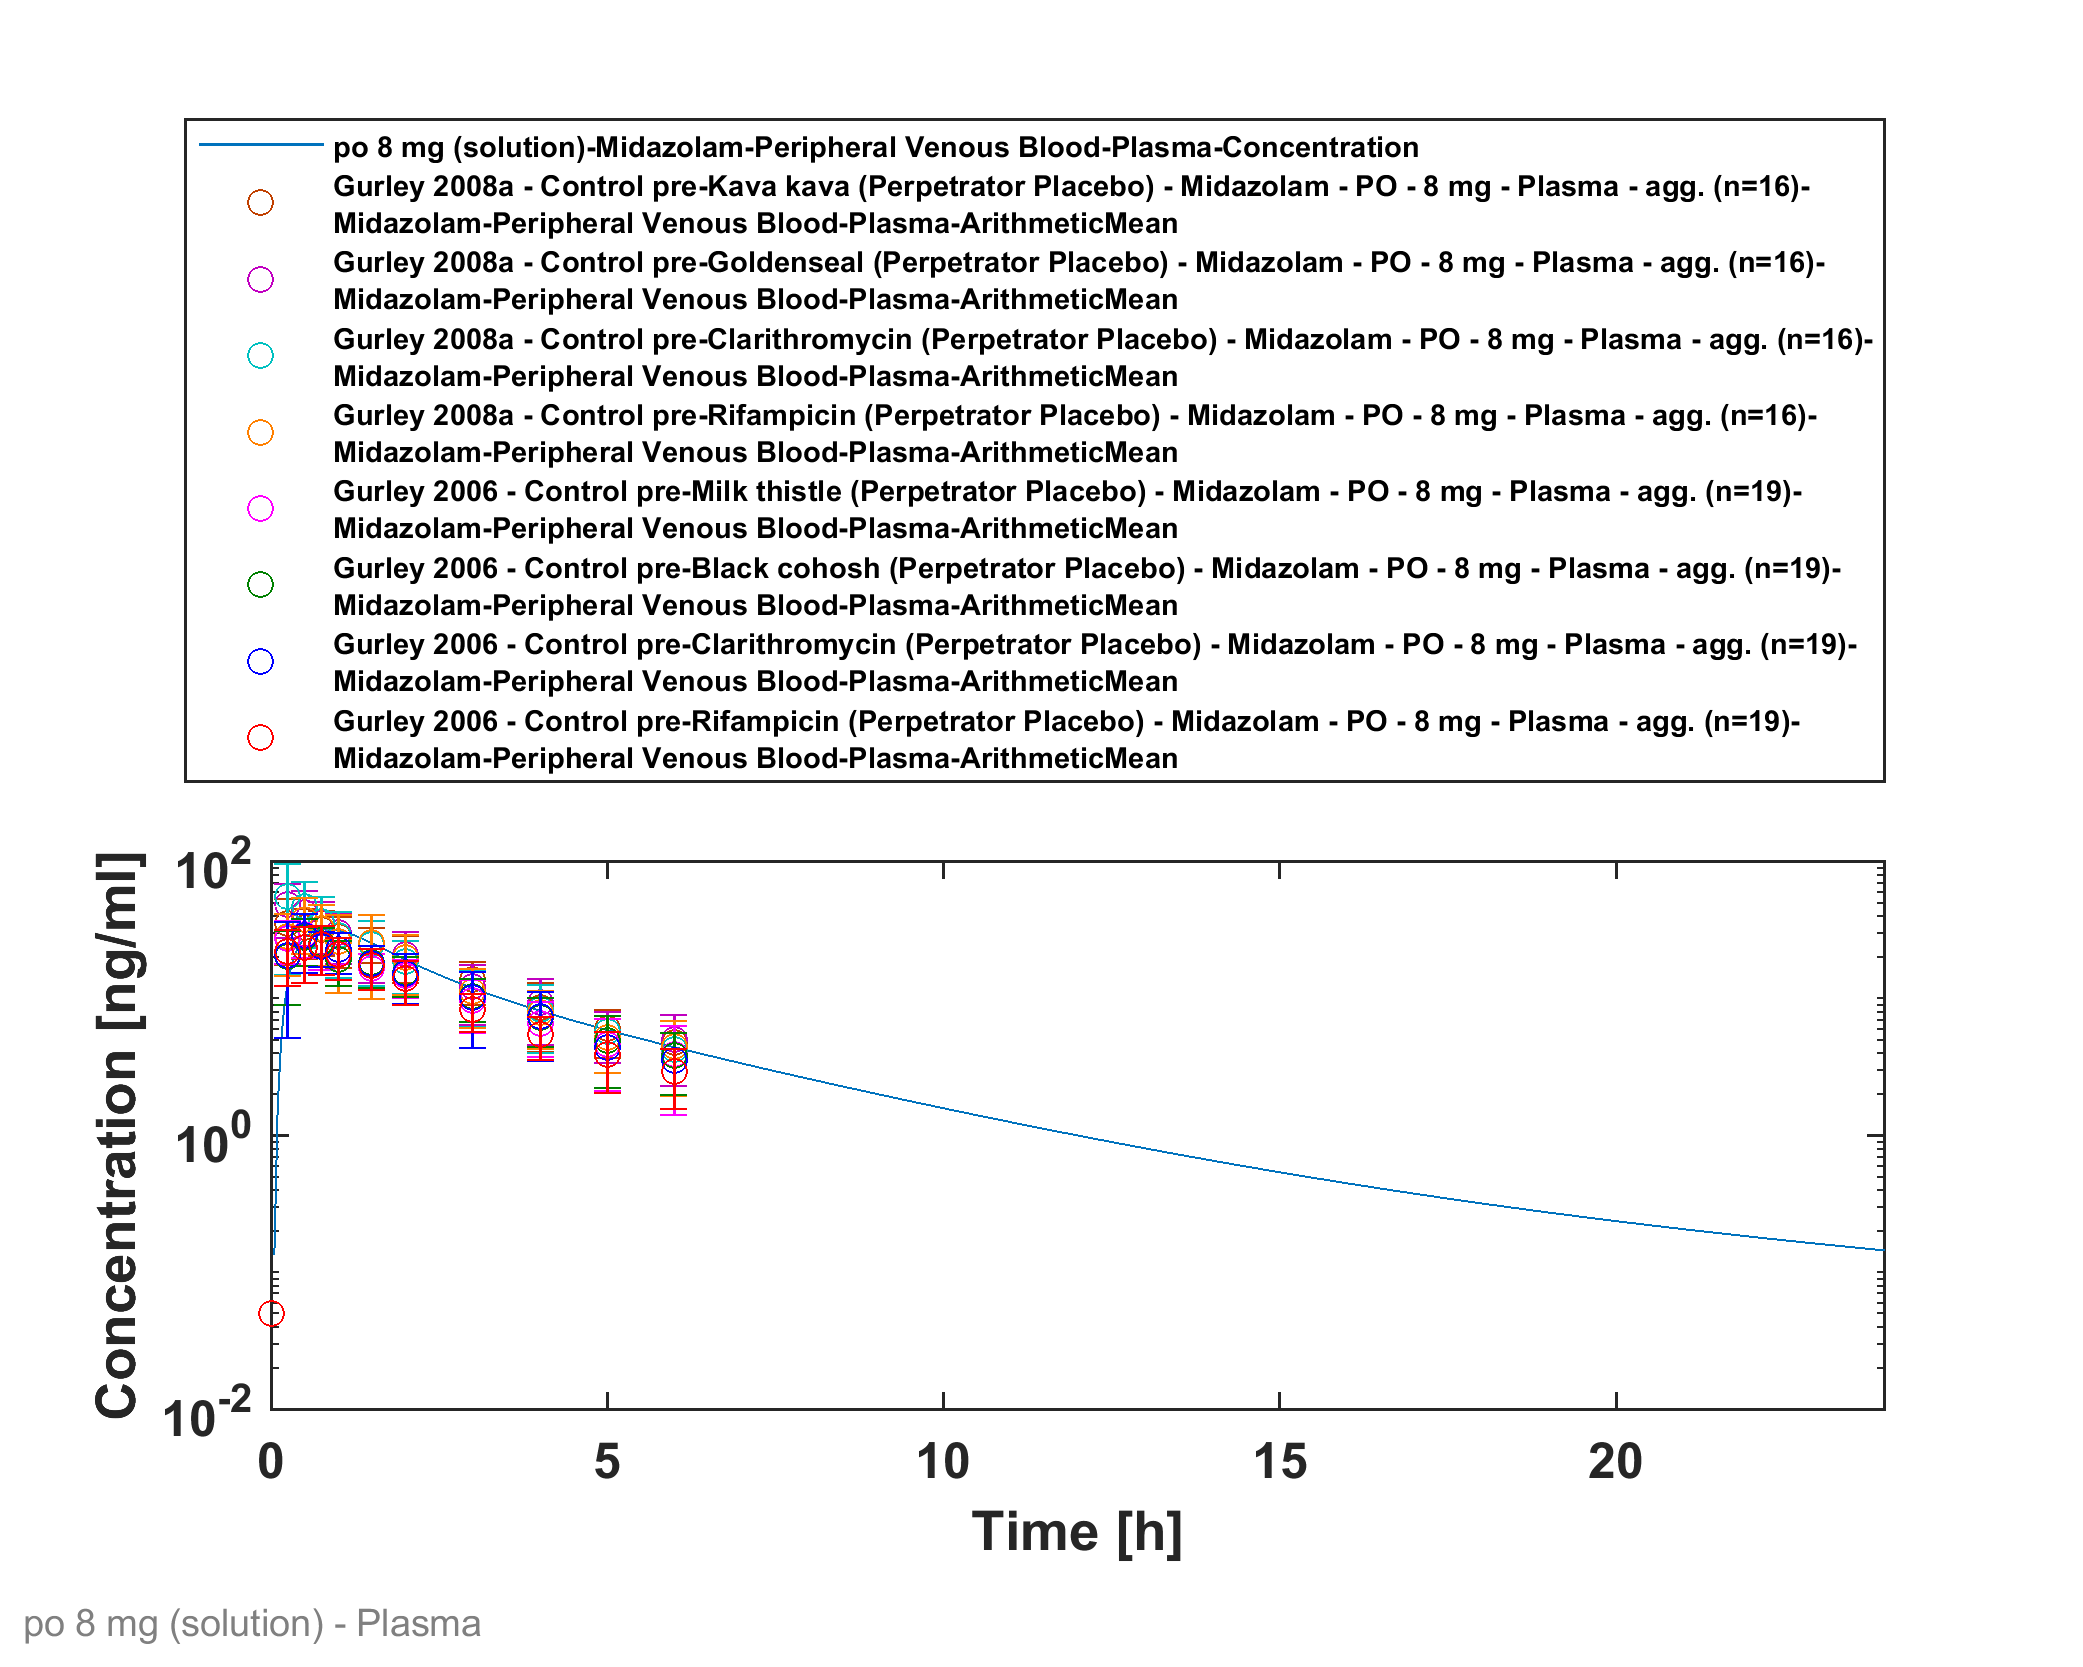 po 8 mg (solution)-Midazolam-Peripheral Venous Blood-Plasma-Concentration
Gurley 2008a - Control pre-Kava kava (Perpetrator Placebo) - Midazolam - PO - 8 mg - Plasma - agg. (n=16)-
Midazolam-Peripheral Venous Blood-Plasma-ArithmeticMean
Gurley 2008a - Control pre-Goldenseal (Perpetrator Placebo) - Midazolam - PO - 8 mg - Plasma - agg. (n=16)-
Midazolam-Peripheral Venous Blood-Plasma-ArithmeticMean
Gurley 2008a - Control pre-Clarithromycin (Perpetrator Placebo) - Midazolam - PO - 8 mg - Plasma - agg. (n=16)-
Midazolam-Peripheral Venous Blood-Plasma-ArithmeticMean
Gurley 2008a - Control pre-Rifampicin (Perpetrator Placebo) - Midazolam - PO - 8 mg - Plasma - agg. (n=16)-
Midazolam-Peripheral Venous Blood-Plasma-ArithmeticMean
Gurley 2006 - Control pre-Milk thistle (Perpetrator Placebo) - Midazolam - PO - 8 mg - Plasma - agg. (n=19)-
Midazolam-Peripheral Venous Blood-Plasma-ArithmeticMean
Gurley 2006 - Control pre-Black cohosh (Perpetrator Placebo) - Midazolam - PO - 8 mg - Plasma - agg. (n=19)-
Midazolam-Peripheral Venous Blood-Plasma-ArithmeticMean
Gurley 2006 - Control pre-Clarithromycin (Perpetrator Placebo) - Midazolam - PO - 8 mg - Plasma - agg. (n=19)-
Midazolam-Peripheral Venous Blood-Plasma-ArithmeticMean
Gurley 2006 - Control pre-Rifampicin (Perpetrator Placebo) - Midazolam - PO - 8 mg - Plasma - agg. (n=19)-
Midazolam-Peripheral Venous Blood-Plasma-ArithmeticMean
Concentration [ng/ml]
10^2
10^0
10^-2
0 5 10 15 20
Time [h]
po 8 mg (solution) - Plasma